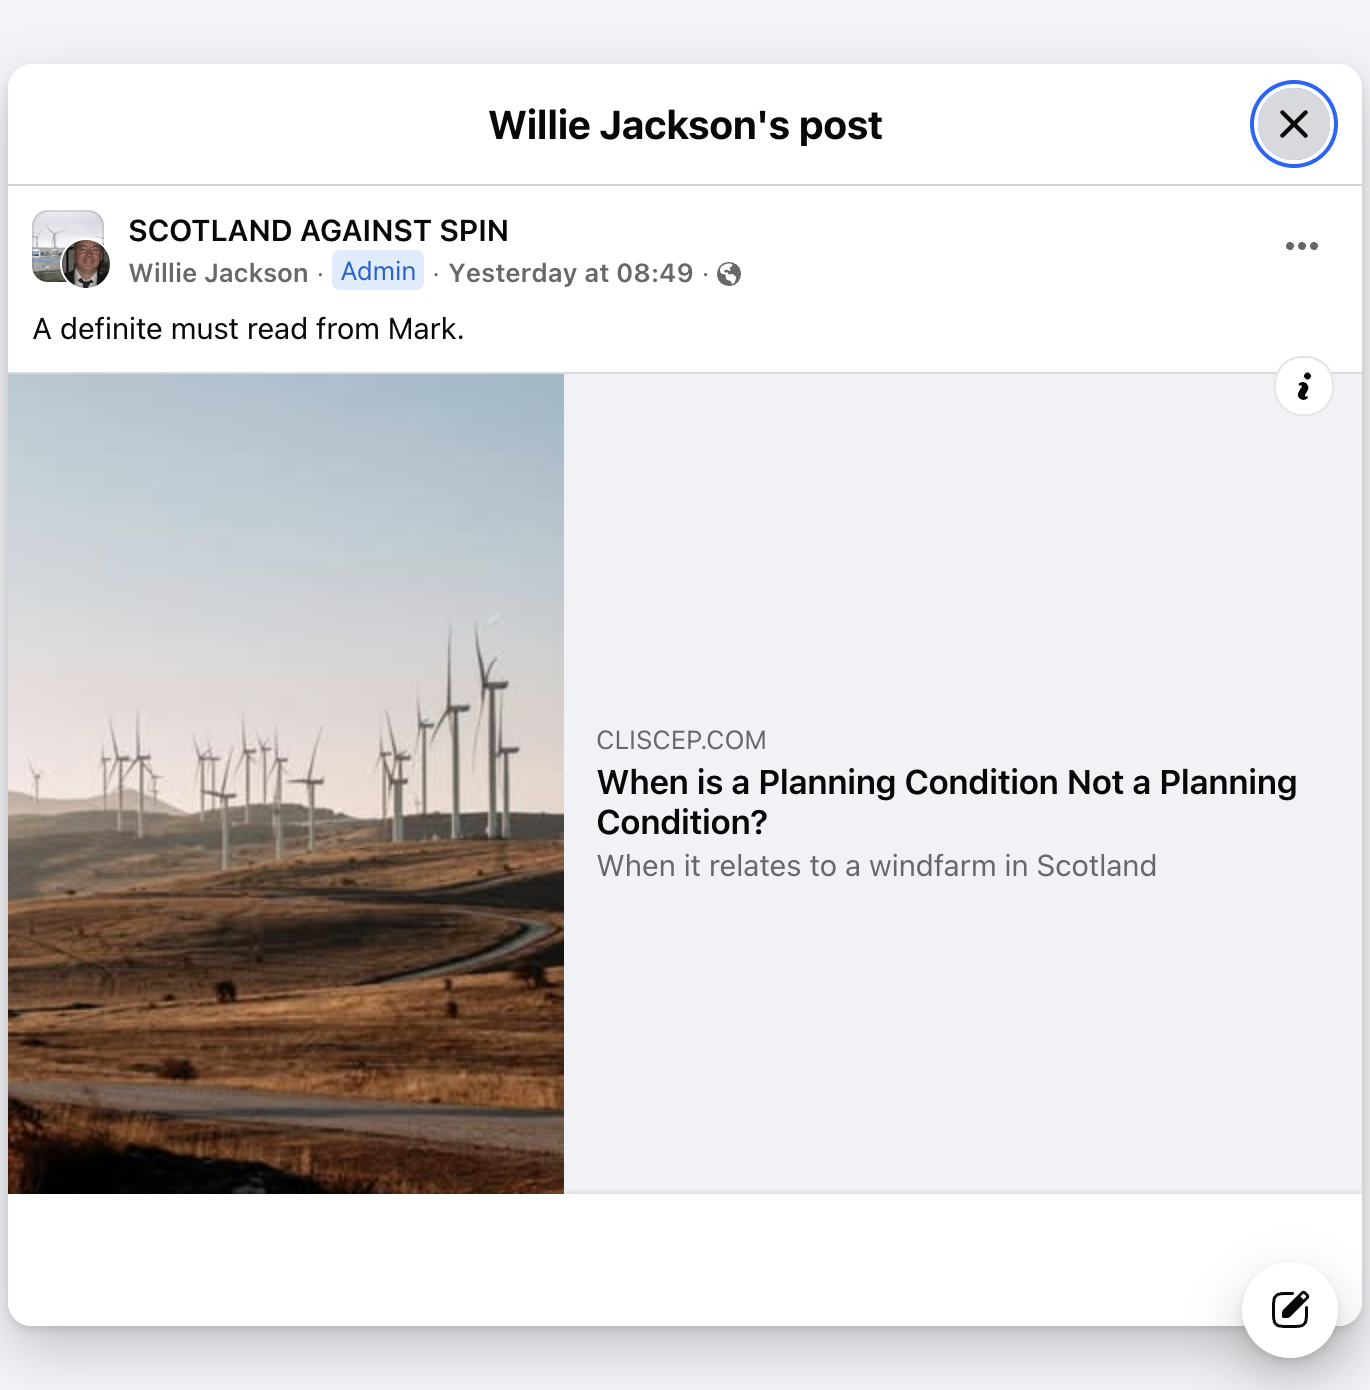 Willie Jackson's post
SCOTLAND AGAINST SPIN
Willie Jackson · Admin · Yesterday at 08:49 ·
A definite must read from Mark.
CLISCEP.COM
When is a Planning Condition Not a Planning
Condition?
When it relates to a windfarm in Scotland